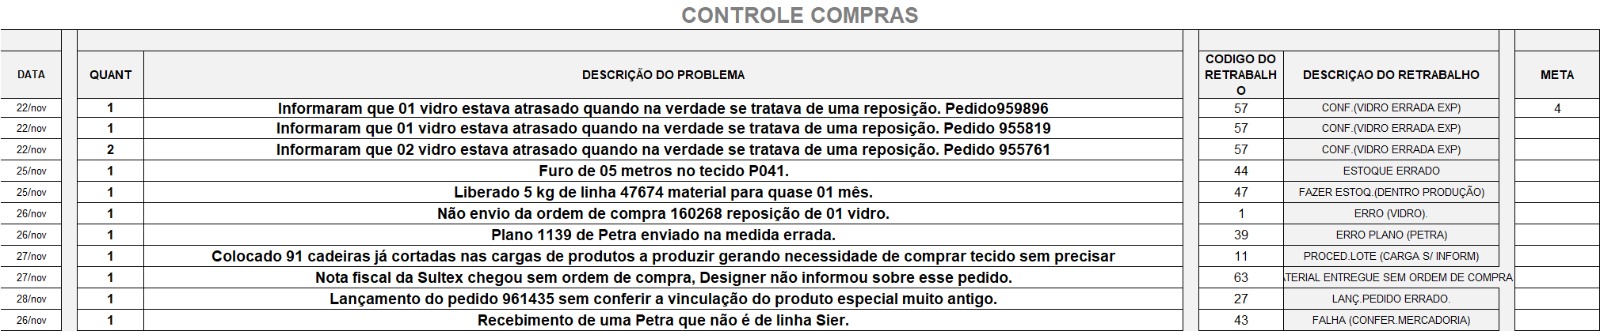 CONTROLE COMPRAS
DATA QUANT DESCRIÇÃO DO PROBLEMA CODIGO DO RETRABALHO DESCRIÇAO DO RETRABALHO META
22/nov 1 Informaram que 01 vidro estava atrasado quando na verdade se tratava de uma reposição. Pedido959896 57 CONF.(VIDRO ERRADA EXP) 4
22/nov 1 Informaram que 01 vidro estava atrasado quando na verdade se tratava de uma reposição. Pedido 955819 57 CONF.(VIDRO ERRADA EXP)
22/nov 2 Informaram que 02 vidro estava atrasado quando na verdade se tratava de uma reposição. Pedido 955761 57 CONF.(VIDRO ERRADA EXP)
25/nov 1 Furo de 05 metros no tecido P041. 44 ESTOQUE ERRADO
25/nov 1 Liberado 5 kg de linha 47674 material para quase 01 mês. 47 FAZER ESTOQ.(DENTRO PRODUÇÃO)
26/nov 1 Não envio da ordem de compra 160268 reposição de 01 vidro. 1 ERRO (VIDRO).
26/nov 1 Plano 1139 de Petra enviado na medida errada. 39 ERRO PLANO (PETRA)
27/nov 1 Colocado 91 cadeiras já cortadas nas cargas de produtos a produzir gerando necessidade de comprar tecido sem precisar 11 PROCED.LOTE (CARGA S/ INFORM)
27/nov 1 Nota fiscal da Sultex chegou sem ordem de compra, Designer não informou sobre esse pedido. 63 TERIAL ENTREGUE SEM ORDEM DE COMPRA
28/nov 1 Lançamento do pedido 961435 sem conferir a vinculação do produto especial muito antigo. 27 LANÇ.PEDIDO ERRADO.
26/nov 1 Recebimento de uma Petra que não é de linha Sier. 43 FALHA (CONFER.MERCADORIA)